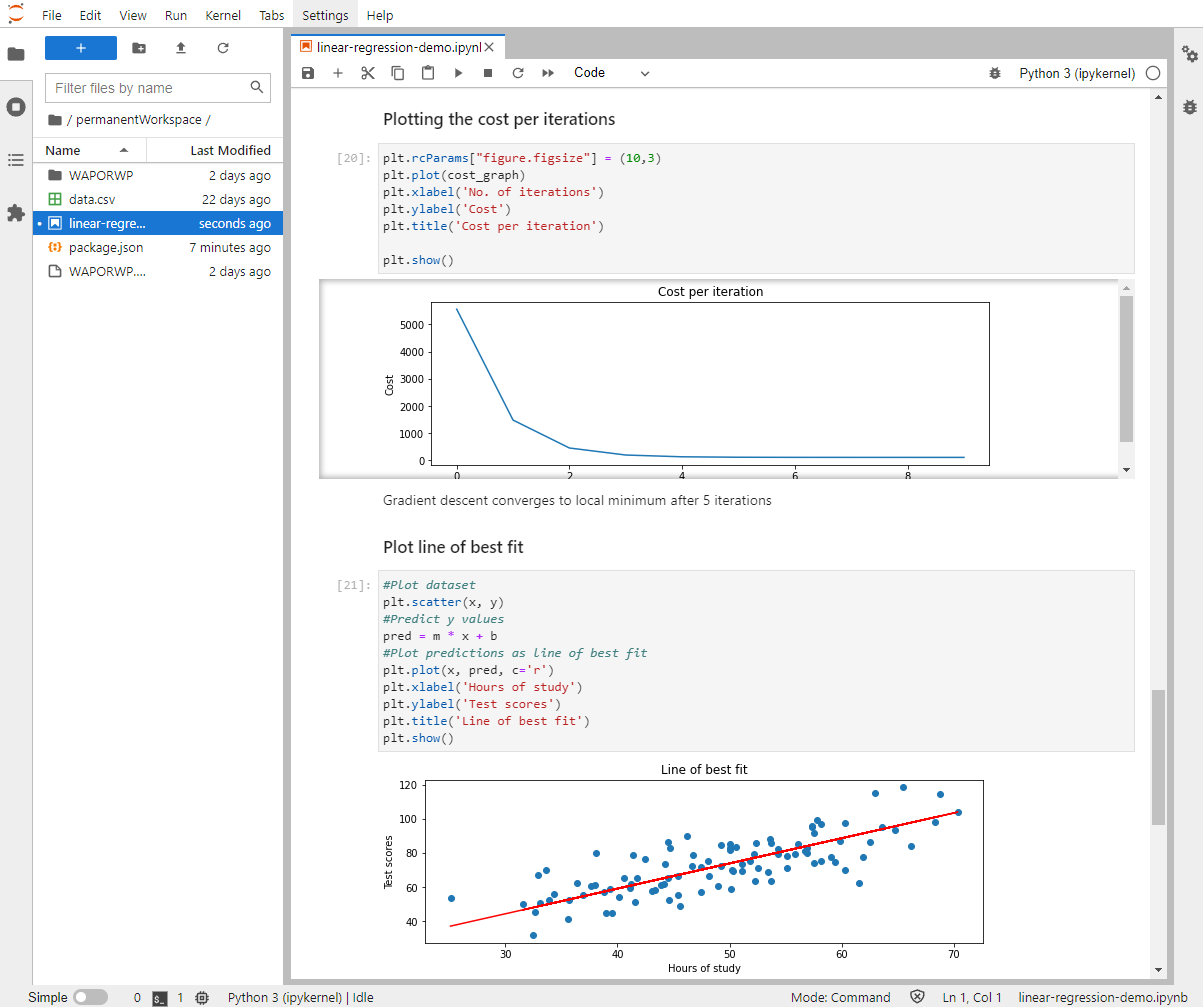 File Edit View Run Kernel Tabs Settings Help
+
Filter files by name
/ permanentWorkspace /
Name Last Modified
WAPORWP 2 days ago
data.csv 22 days ago
linear-regre... seconds ago
package.json 7 minutes ago
WAPORWP.... 2 days ago
linear-regression-demo.ipynl
Code Python 3 (ipykernel)
Plotting the cost per iterations
[20]: plt.rcParams["figure.figsize"] = (10,3)
plt.plot(cost_graph)
plt.xlabel('No. of iterations')
plt.ylabel('Cost')
plt.title('Cost per iteration')
plt.show()
Cost per iteration
5000
4000
3000
2000
1000
0
Cost
0 2 4 6 8
Gradient descent converges to local minimum after 5 iterations
Plot line of best fit
[21]: #Plot dataset
plt.scatter(x, y)
#Predict y values
pred = m * x + b
#Plot predictions as line of best fit
plt.plot(x, pred, c='r')
plt.xlabel('Hours of study')
plt.ylabel('Test scores')
plt.title('Line of best fit')
plt.show()
Line of best fit
120
100
80
60
40
Test scores
30 40 50 60 70
Hours of study
Simple 0 $_ 1 Python 3 (ipykernel) | Idle Mode: Command Ln 1, Col 1 linear-regression-demo.ipynb